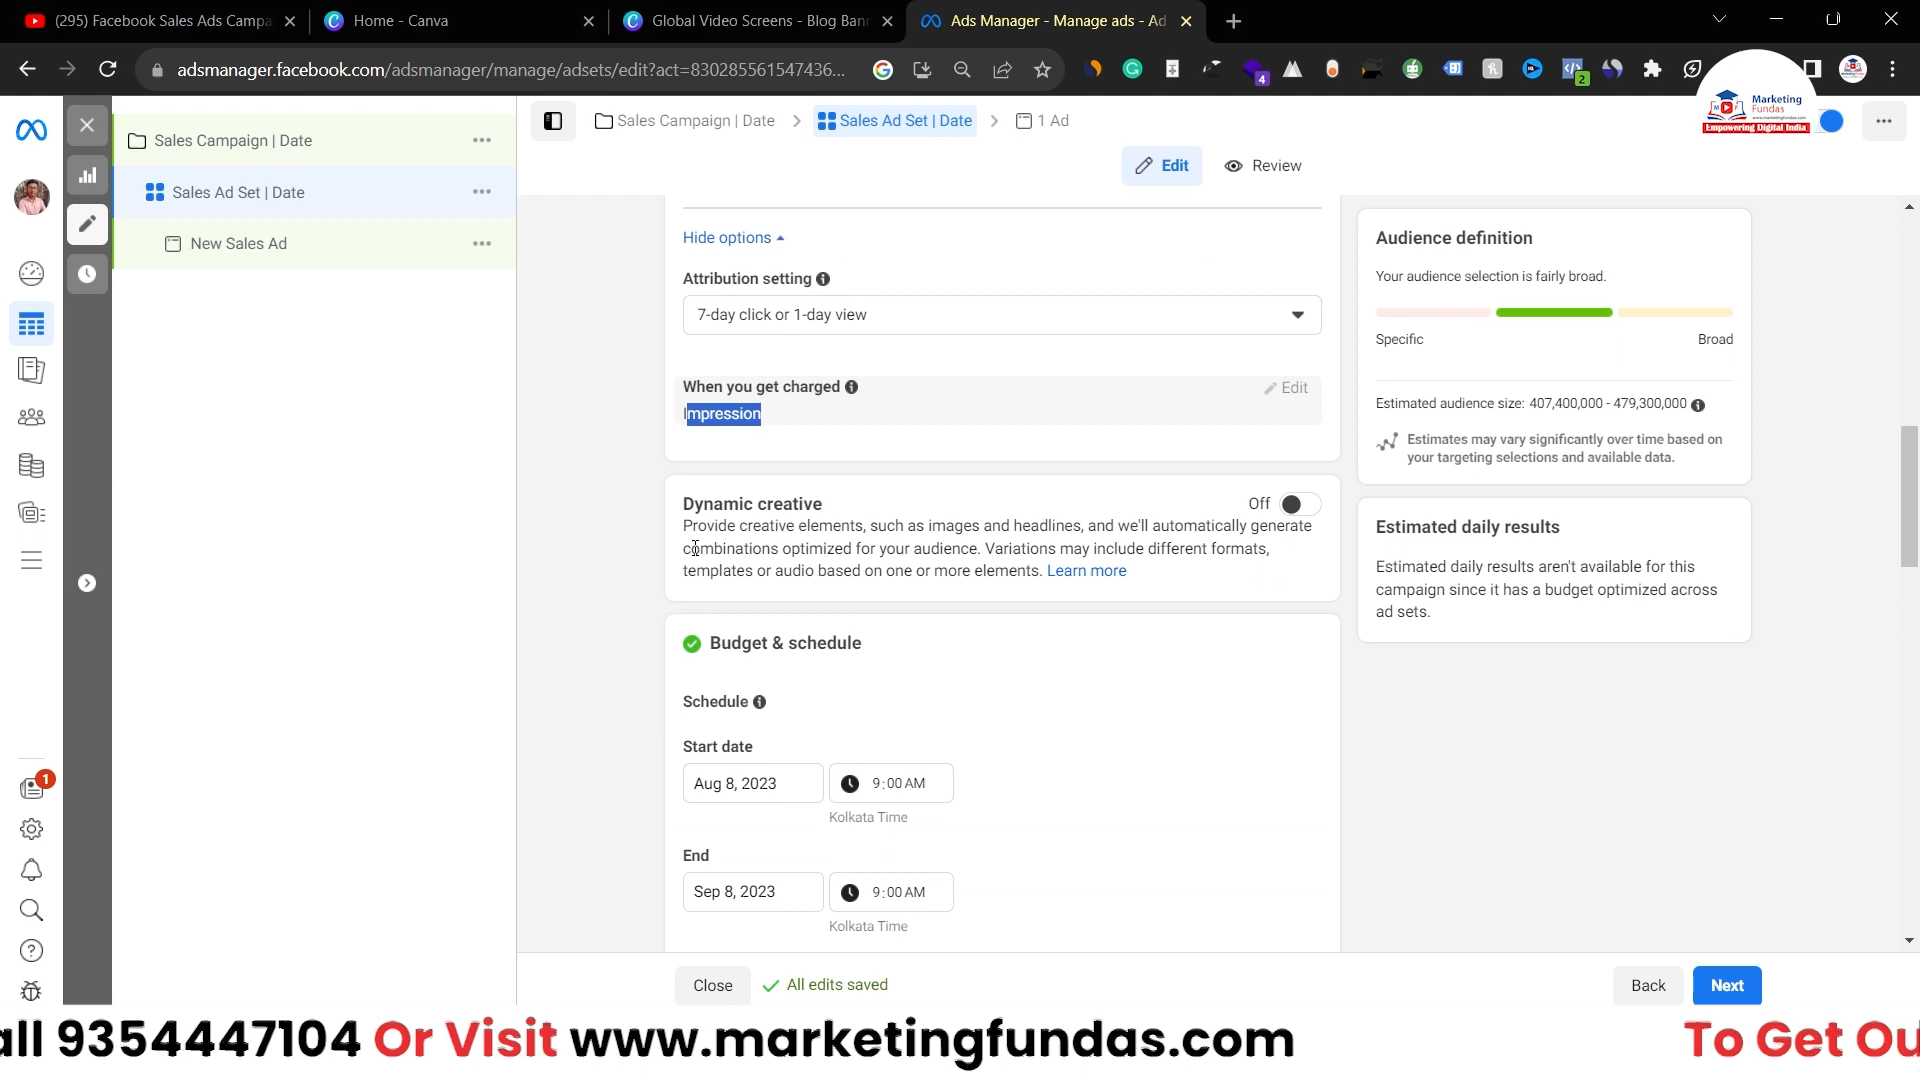 (295) Facebook Sales Ads Campa
Home - Canva
Global Video Screens - Blog Bann
Ads Manager - Manage ads - Ad
adsmanager.facebook.com/adsmanager/manage/adsets/edit?act=830285561547436...
4
2
Marketing
Fundas
www.marketingfundas.com
Empowering Digital India
Sales Campaign | Date
Sales Ad Set | Date
New Sales Ad
Sales Campaign | Date
Sales Ad Set | Date
1 Ad
Edit
Review
Hide options
Attribution setting
7-day click or 1-day view
When you get charged
Edit
Impression
Dynamic creative
Off
Provide creative elements, such as images and headlines, and we'll automatically generate
combinations optimized for your audience. Variations may include different formats,
templates or audio based on one or more elements. Learn more
Budget & schedule
Schedule
Start date
Aug 8, 2023
9:00 AM
Kolkata Time
End
Sep 8, 2023
9:00 AM
Kolkata Time
Audience definition
Your audience selection is fairly broad.
Specific
Broad
Estimated audience size: 407,400,000 - 479,300,000
Estimates may vary significantly over time based on
your targeting selections and available data.
Estimated daily results
Estimated daily results aren't available for this
campaign since it has a budget optimized across
ad sets.
1
Close
All edits saved
Back
Next
all 9354447104 Or Visit www.marketingfundas.com
To Get Ou